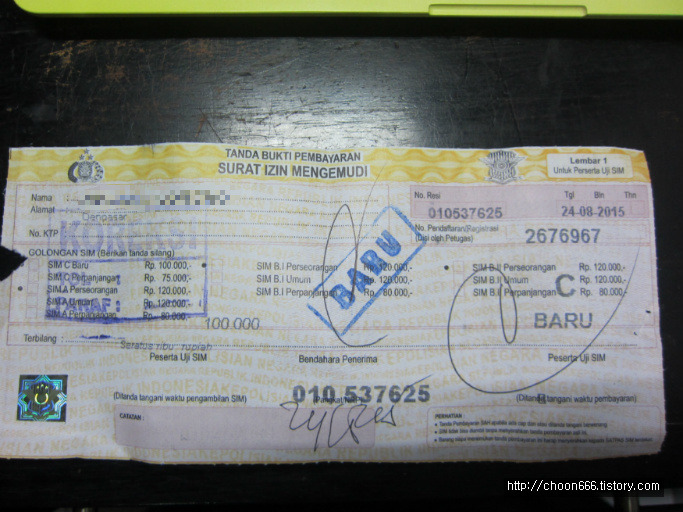 TANDA BUKTI PEMBAYARAN
SURAT IZIN MENGEMUDI
Lembar 1
Untuk Perserta Uji SIM
Nama :
Alamat
Denpasar
No. KTP
No. Resi Tgl Bln Thn
010537625 24-08-2015
No. Pendaftaran/Registrasi
(Diisi oleh Petugas) 2676967
KOREKSI
GOLONGAN SIM (Berikan tanda silang)
SIM C Baru Rp. 100.000,-
SIM C Perpanjangan Rp. 75.000,-
SIM A Perseorangan Rp. 120.000,-
SIM A Umum Rp. 120.000,-
Rp. 80.000
SIM B.I Perseorangan Rp. 120.000,-
SIM B.I Umum Rp. 120.000,-
SIM B.I Perpanjangan Rp. 80.000,-
SIM B.II Perseorangan Rp. 120.000,-
SIM B.II Umum Rp. 120.000,-
SIM B.II Perpanjangan Rp. 80.000,-
BARU
C
BARU
100.000
Terbilang :
Seratus ribu rupiah
Peserta Uji SIM
Bendahara Penerima
Peserta Uji SIM
010.537625
(Ditanda tangani waktu pengambilan SIM)
(Ditanda tangani waktu pembayaran)
CATATAN :
PERHATIAN :
http://choon666.tistory.com